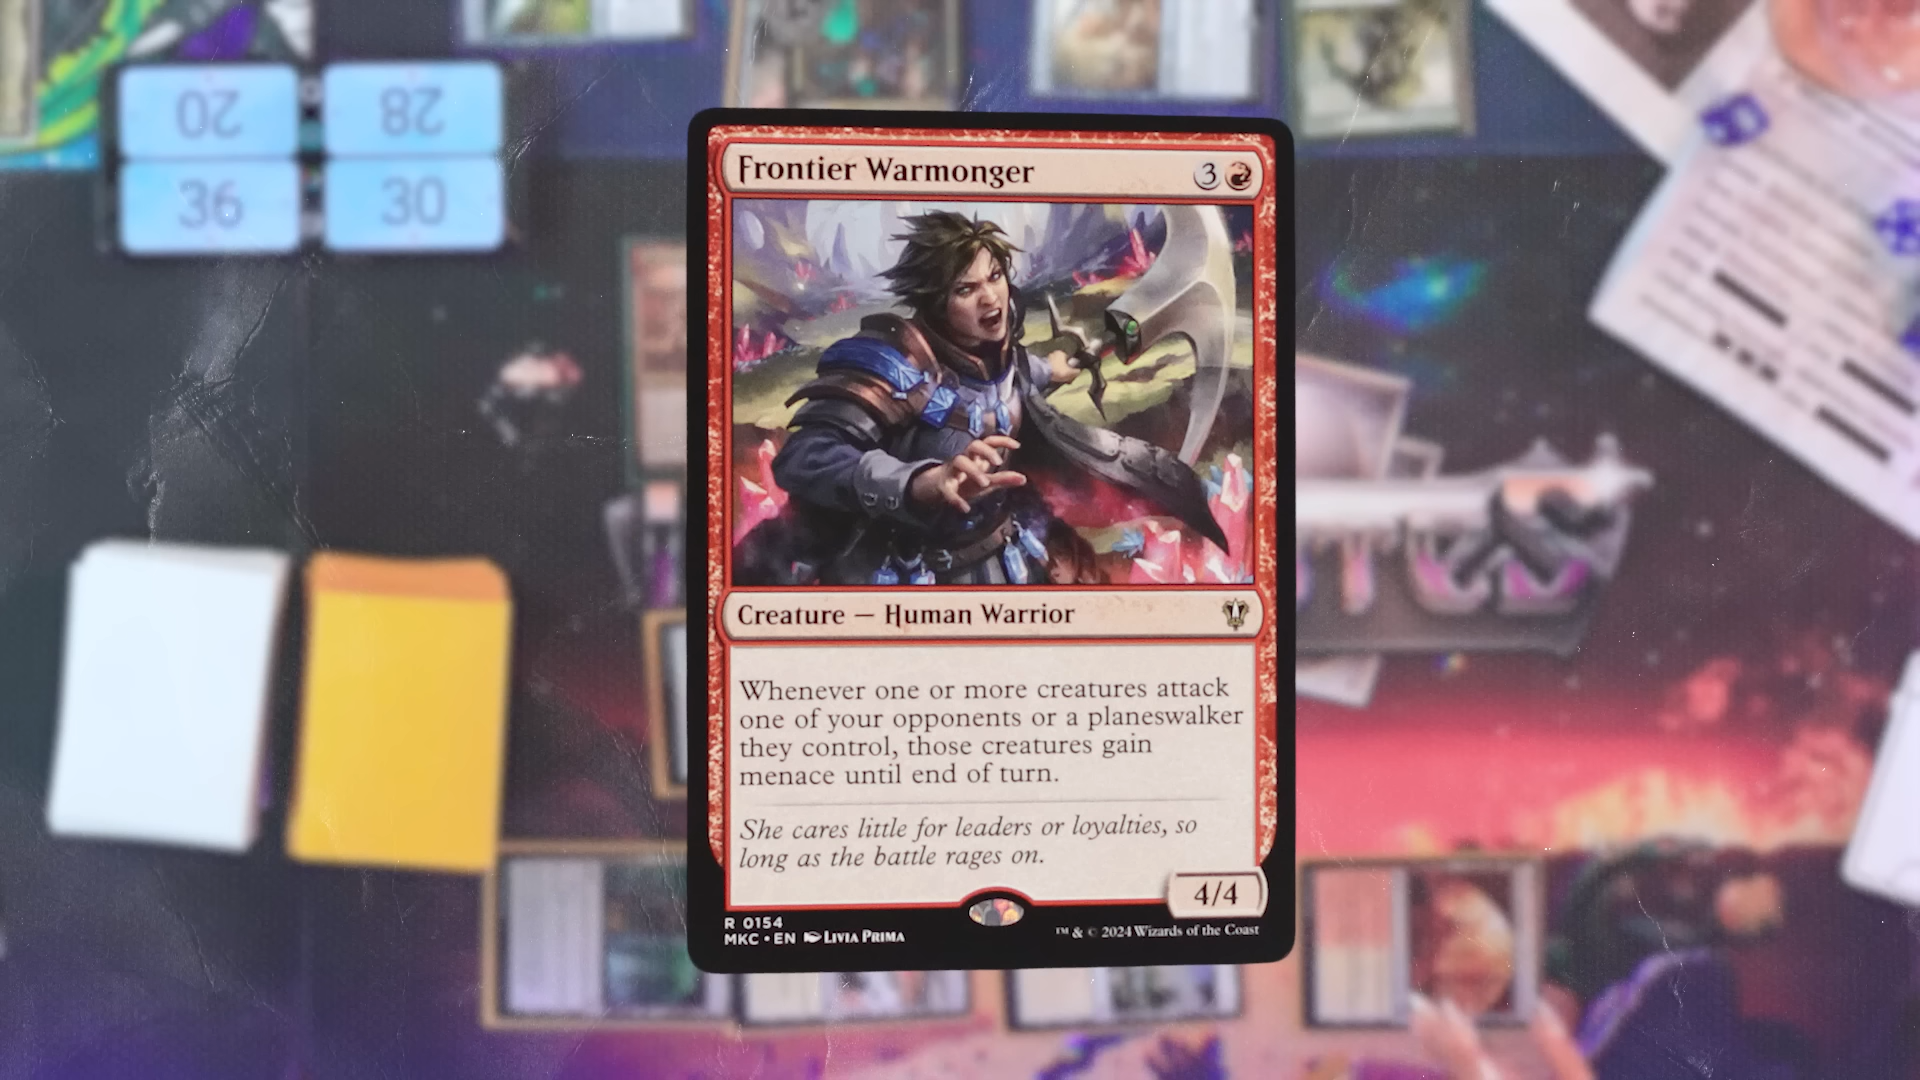 20
28
36
30
Frontier Warmonger
3
Creature — Human Warrior
Whenever one or more creatures attack
one of your opponents or a planeswalker
they control, those creatures gain
menace until end of turn.
She cares little for leaders or loyalties, so
long as the battle rages on.
4/4
R 0154
MKC • EN LIVIA PRIMA
™ & © 2024 Wizards of the Coast